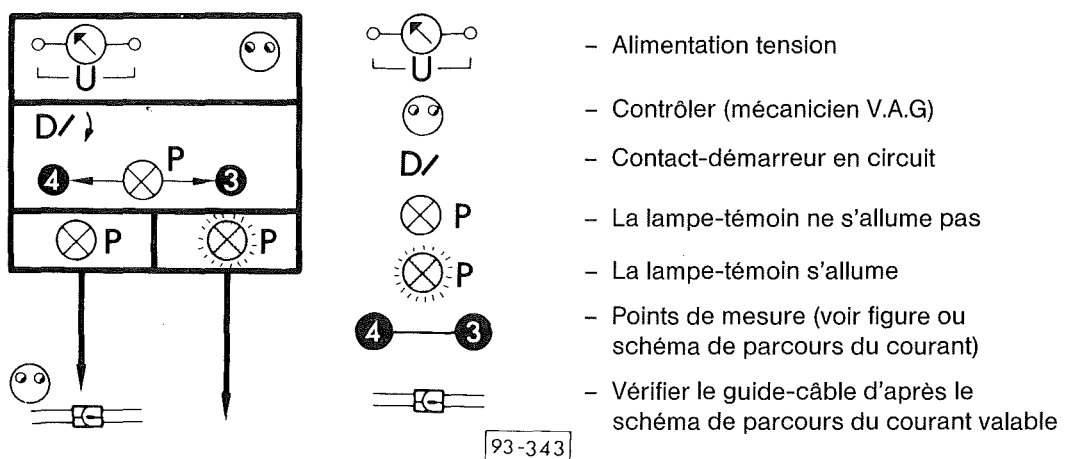 U
D/
P
4 3
P P
U – Alimentation tension
– Contrôler (mécanicien V.A.G)
D/ – Contact-démarreur en circuit
P – La lampe-témoin ne s'allume pas
P – La lampe-témoin s'allume
4 3 – Points de mesure (voir figure ou
schéma de parcours du courant)
– Vérifier le guide-câble d'après le
schéma de parcours du courant valable
93-343